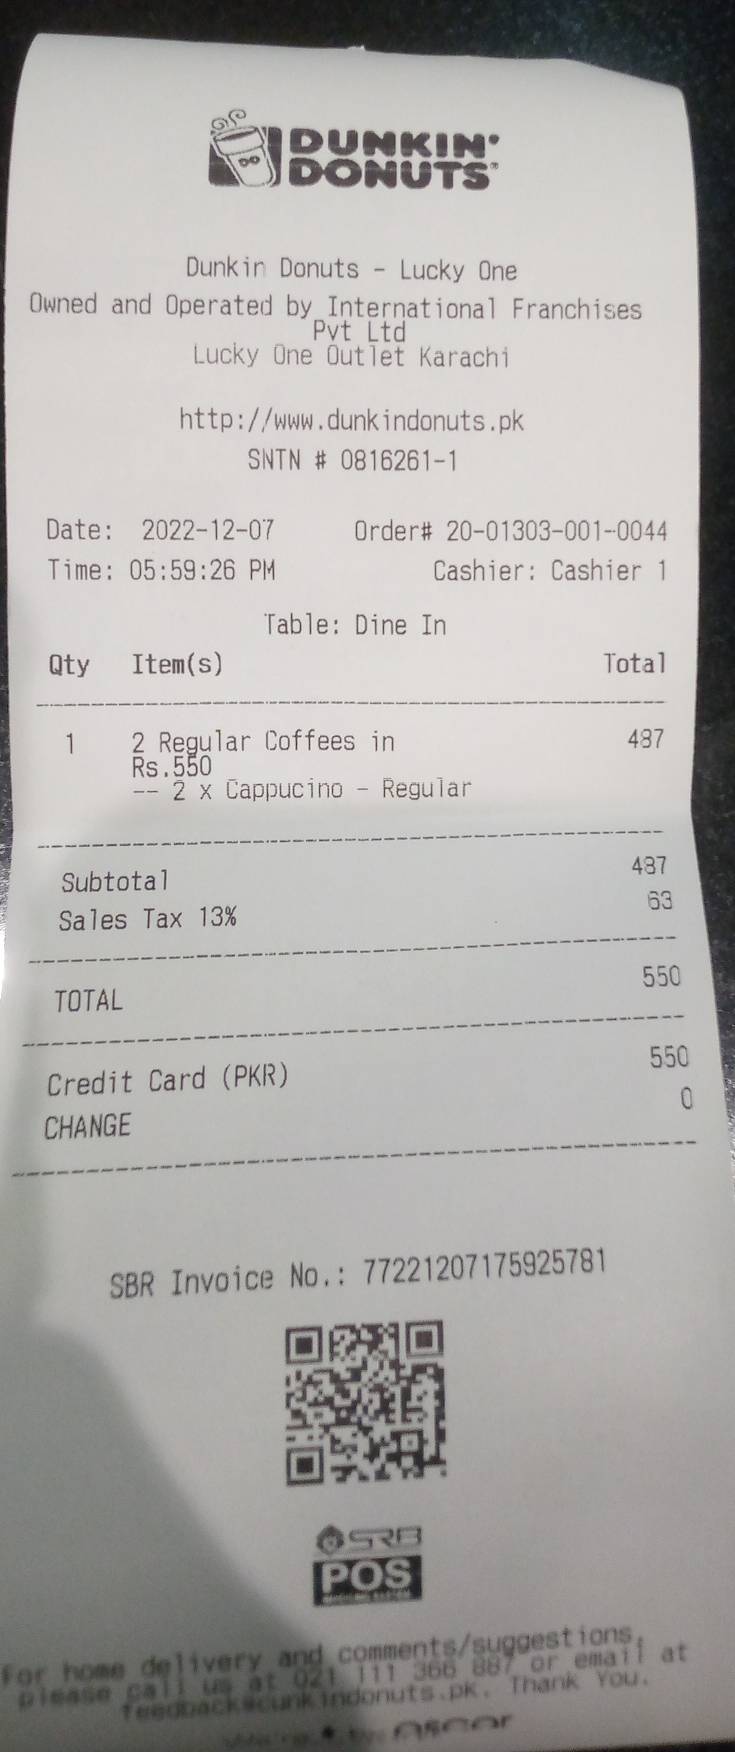 DUNKIN'
DONUTS
Dunkin Donuts - Lucky One
Owned and Operated by International Franchises
Pvt Ltd
Lucky One Outlet Karachi
http://www.dunkindonuts.pk
SNTN # 0816261-1
Date: 2022-12-07 Order# 20-01303-001-0044
Time: 05:59:26 PM Cashier: Cashier 1
Table: Dine In
Qty Item(s) Total
1 2 Regular Coffees in 487
Rs.550
-- 2 x Cappucino - Regular
Subtotal 487
Sales Tax 13% 63
TOTAL 550
Credit Card (PKR) 550
CHANGE 0
SBR Invoice No.: 77221207175925781
SRB
POS
For home delivery and comments/suggestions,
please call us at 021 111 366 887 or email at
feedback@dunkindonuts.pk. Thank You.
oscar